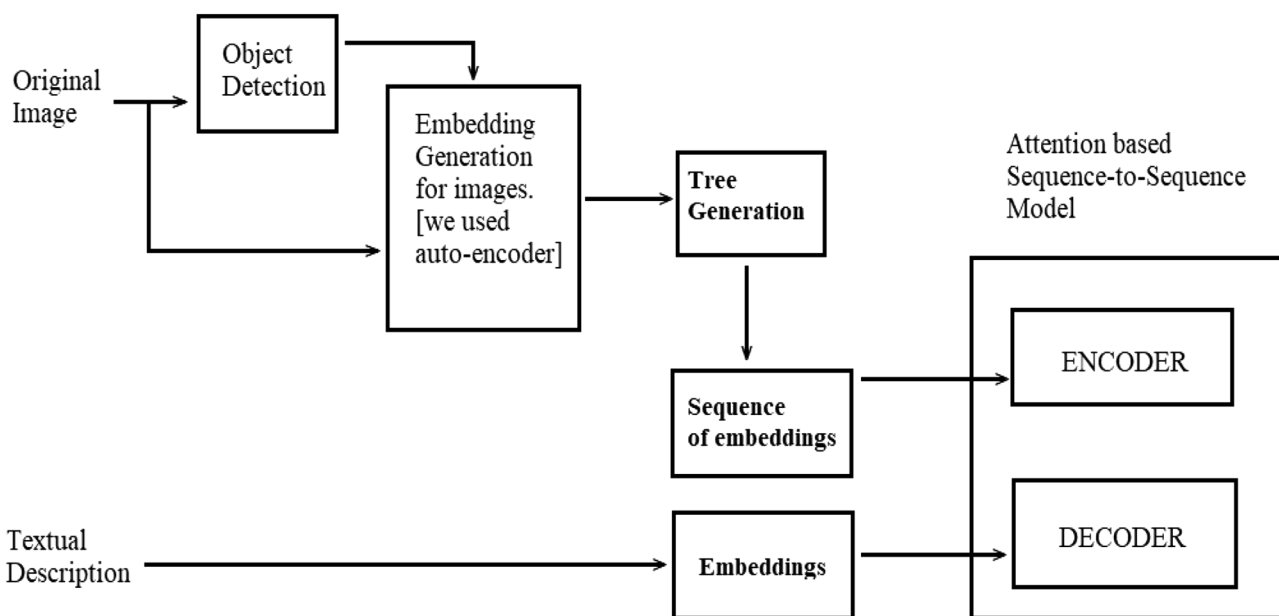 Original
Image
Object
Detection
Embedding
Generation
for images.
[we used
auto-encoder]
Tree
Generation
Attention based
Sequence-to-Sequence
Model
Sequence
of embeddings
ENCODER
Textual
Description
Embeddings
DECODER